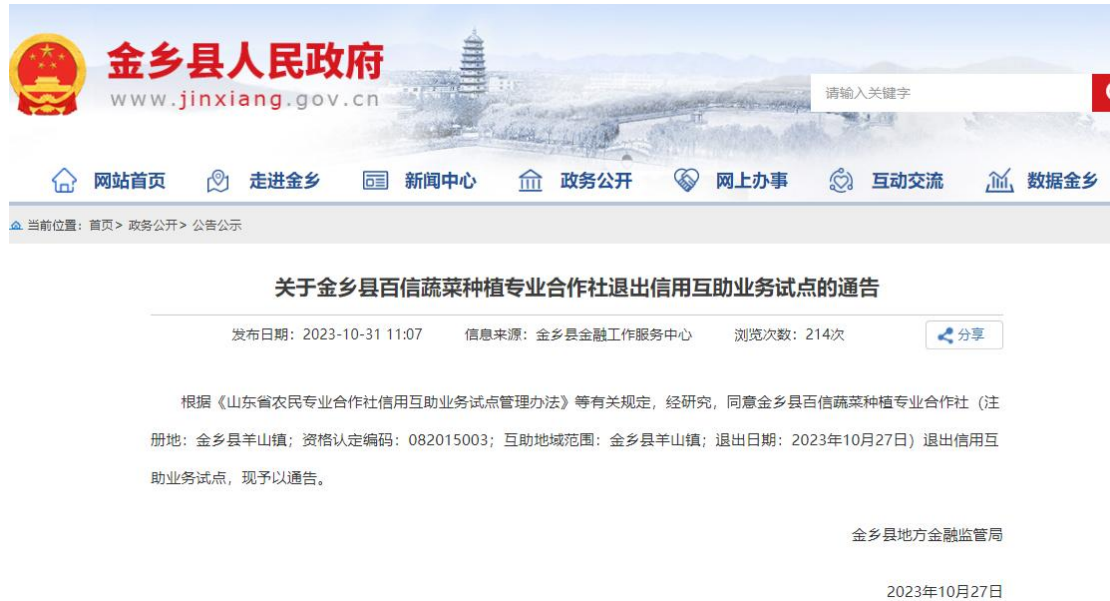 金乡县人民政府
www.jinxiang.gov.cn
请输入关键字
网站首页 走进金乡 新闻中心 政务公开 网上办事 互动交流 数据金乡
当前位置：首页> 政务公开> 公告公示
关于金乡县百信蔬菜种植专业合作社退出信用互助业务试点的通告
发布日期：2023-10-31 11:07 信息来源：金乡县金融工作服务中心 浏览次数：214次 分享
根据《山东省农民专业合作社信用互助业务试点管理办法》等有关规定，经研究，同意金乡县百信蔬菜种植专业合作社（注
册地：金乡县羊山镇；资格认定编码：082015003；互助地域范围：金乡县羊山镇；退出日期：2023年10月27日）退出信用互
助业务试点，现予以通告。
金乡县地方金融监管局
2023年10月27日